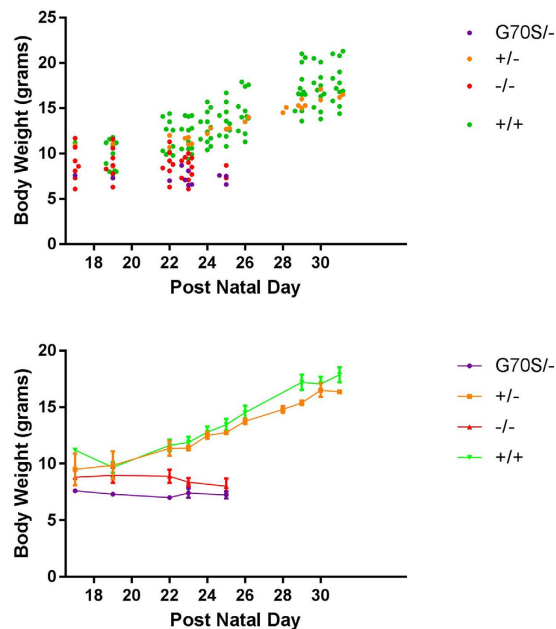 Body Weight (grams)
25
20
15
10
5
0
18 20 22 24 26 28 30
Post Natal Day
G70S/-
+/-
-/-
+/+
Body Weight (grams)
20
15
10
5
0
18 20 22 24 26 28 30
Post Natal Day
G70S/-
+/-
-/-
+/+